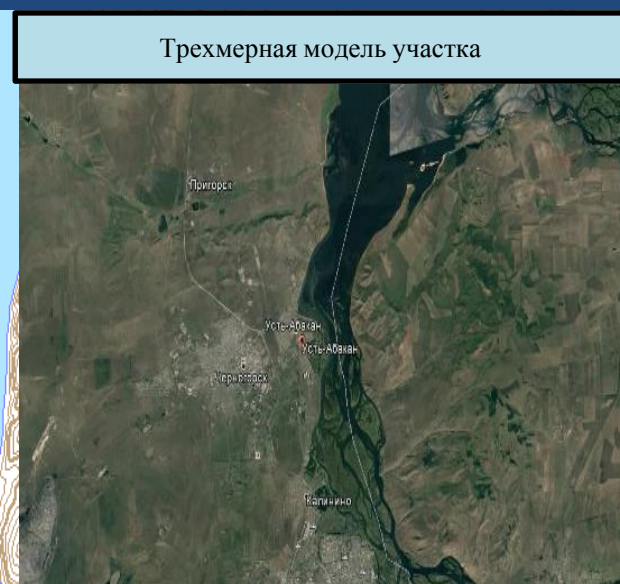 Трехмерная модель участка
Пригорск
Усть-Абакан
Усть-Абакан
Черногорск
Калинино